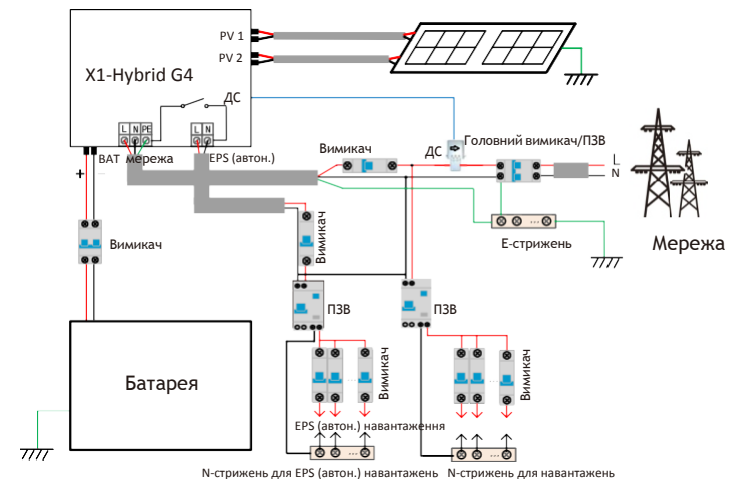 PV 1
PV 2
X1-Hybrid G4
ДС
L N PE
L N
BAT мережа
EPS (автон.)
+
–
Вимикач
ДС
Головний вимикач/ПЗВ
L
N
Мережа
E-стрижень
Вимикач
Вимикач
ПЗВ
ПЗВ
Батарея
Вимикач
Вимикач
EPS (автон.) навантаження
N-стрижень для EPS (автон.) навантажень
N-стрижень для навантажень